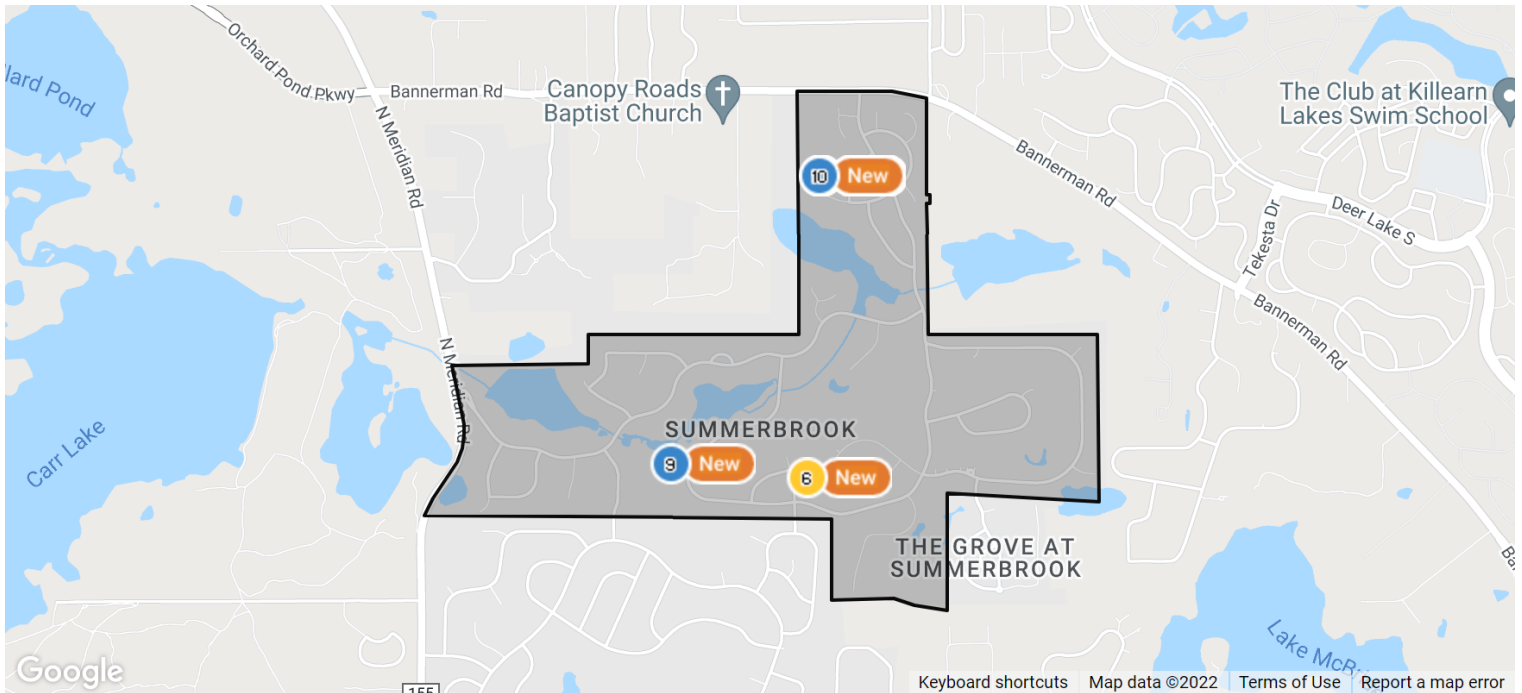 Orchard Pond Pkwy
Bannerman Rd
N Meridian Rd
Canopy Roads
Baptist Church
The Club at Killearn
Lakes Swim School
Bannerman Rd
Deer Lake S
Tekesta Dr
10 New
Bannerman Rd
N Meridian Rd
Carr Lake
SUMMERBROOK
9 New
6 New
THE GROVE AT
SUMMERBROOK
Google
155
Keyboard shortcuts
Map data ©2022
Terms of Use
Report a map error
Pond
Lake